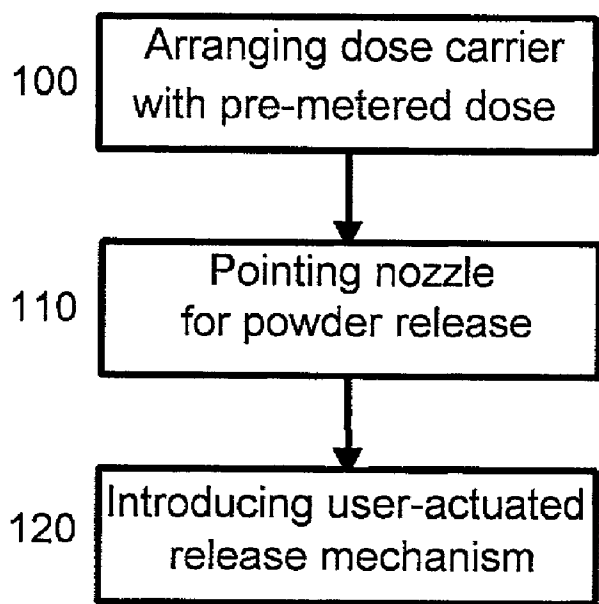 Arranging dose carrier
100
with pre-metered dose
Pointing nozzle
110
for powder release
Introducing user-actuated
120
release mechanism